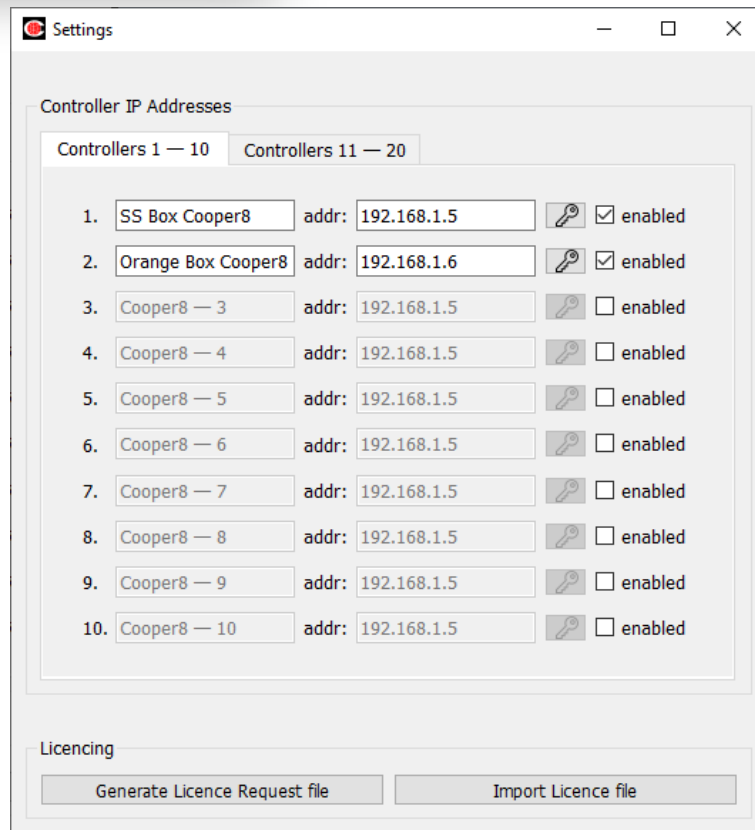 Settings
Controller IP Addresses
Controllers 1 — 10 Controllers 11 — 20
1. SS Box Cooper8 addr: 192.168.1.5 enabled
2. Orange Box Cooper8 addr: 192.168.1.6 enabled
3. Cooper8 — 3 addr: 192.168.1.5 enabled
4. Cooper8 — 4 addr: 192.168.1.5 enabled
5. Cooper8 — 5 addr: 192.168.1.5 enabled
6. Cooper8 — 6 addr: 192.168.1.5 enabled
7. Cooper8 — 7 addr: 192.168.1.5 enabled
8. Cooper8 — 8 addr: 192.168.1.5 enabled
9. Cooper8 — 9 addr: 192.168.1.5 enabled
10. Cooper8 — 10 addr: 192.168.1.5 enabled
Licencing
Generate Licence Request file Import Licence file